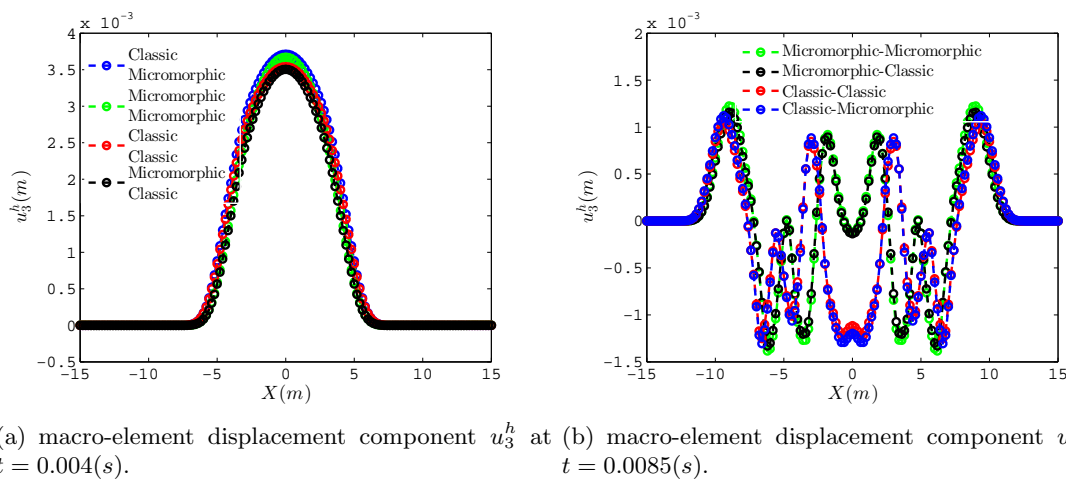 x 10⁻³
4
3.5
3
2.5
2
1.5
1
0.5
0
−0.5
−15 −10 −5 0 5 10 15
u₃ʰ(m)
X(m)
Classic
Micromorphic
Micromorphic
Micromorphic
Classic
Classic
Micromorphic
Classic
x 10⁻³
2
1.5
1
0.5
0
−0.5
−1
−1.5
−15 −10 −5 0 5 10 15
u₃ʰ(m)
X(m)
Micromorphic-Micromorphic
Micromorphic-Classic
Classic-Classic
Classic-Micromorphic
a) macro-element displacement component u₃ʰ at
t = 0.004(s).
(b) macro-element displacement component u
t = 0.0085(s).